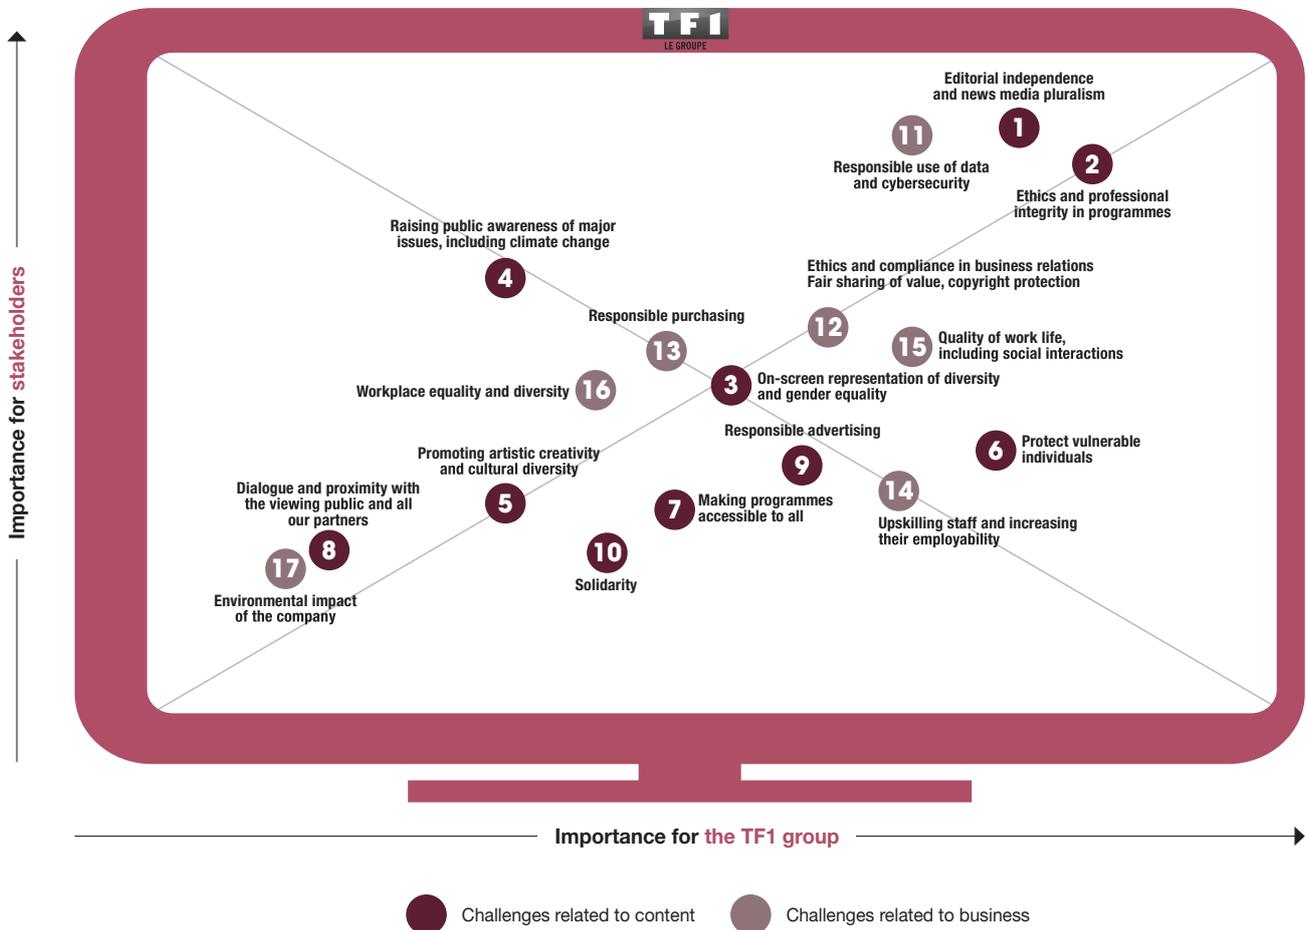 TF1
LE GROUPE
Editorial independence
and news media pluralism
11
1
2
Responsible use of data
and cybersecurity
Ethics and professional
integrity in programmes
Raising public awareness of major
issues, including climate change
4
Ethics and compliance in business relations
Fair sharing of value, copyright protection
Responsible purchasing
12
13
15
Quality of work life,
including social interactions
Workplace equality and diversity
16
3
On-screen representation of diversity
and gender equality
Responsible advertising
6
Protect vulnerable
individuals
Promoting artistic creativity
and cultural diversity
9
14
Dialogue and proximity with
the viewing public and all
our partners
5
7
Making programmes
accessible to all
Upskilling staff and increasing
their employability
8
17
10
Solidarity
Environmental impact
of the company
Importance for stakeholders
Importance for the TF1 group
Challenges related to content
Challenges related to business